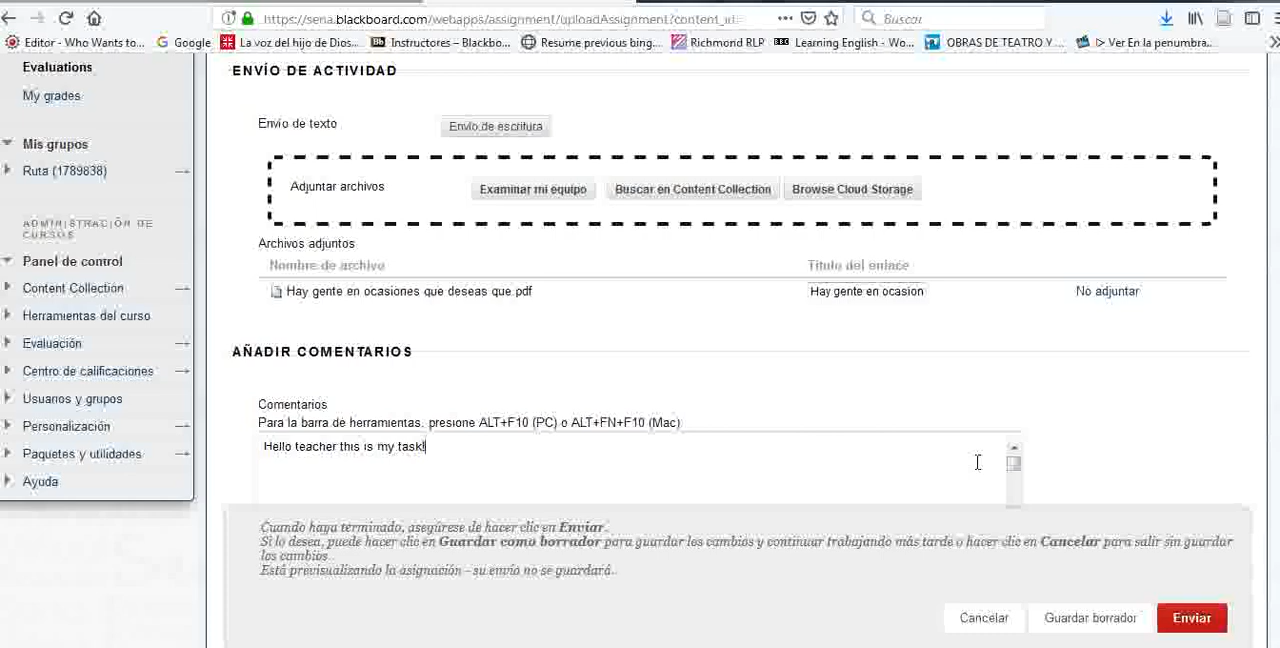 https://sena.blackboard.com/webapps/assignment/uploadAssignment?content_id=
Buscar
Editor - Who Wants to...
Google
La voz del hijo de Dios...
Bb Instructores – Blackbo...
Resume previous bing...
Richmond RLP
BBC Learning English - Wo...
OBRAS DE TEATRO Y ...
▷ Ver En la penumbra...
Evaluations
My grades
Mis grupos
Ruta (1789838)
ADMINISTRACIÓN DE
CURSOS
Panel de control
Content Collection
Herramientas del curso
Evaluación
Centro de calificaciones
Usuarios y grupos
Personalización
Paquetes y utilidades
Ayuda
ENVÍO DE ACTIVIDAD
Envío de texto
Envío de escritura
Adjuntar archivos
Examinar mi equipo
Buscar en Content Collection
Browse Cloud Storage
Archivos adjuntos
Nombre de archivo Título del enlace
Hay gente en ocasiones que deseas que.pdf Hay gente en ocasion No adjuntar
AÑADIR COMENTARIOS
Comentarios
Para la barra de herramientas, presione ALT+F10 (PC) o ALT+FN+F10 (Mac)
Hello teacher this is my task!
Cuando haya terminado, asegúrese de hacer clic en Enviar.
Si lo desea, puede hacer clic en Guardar como borrador para guardar los cambios y continuar trabajando más tarde o hacer clic en Cancelar para salir sin guardar
los cambios.
Está previsualizando la asignación - su envío no se guardará.
Cancelar
Guardar borrador
Enviar